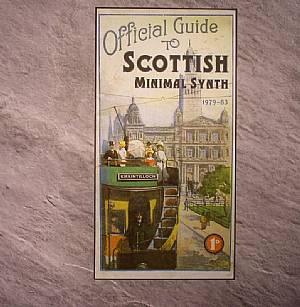 Official Guide
TO
SCOTTISH
MINIMAL SYNTH
1979-83
KIRKINTILLOCH
1D